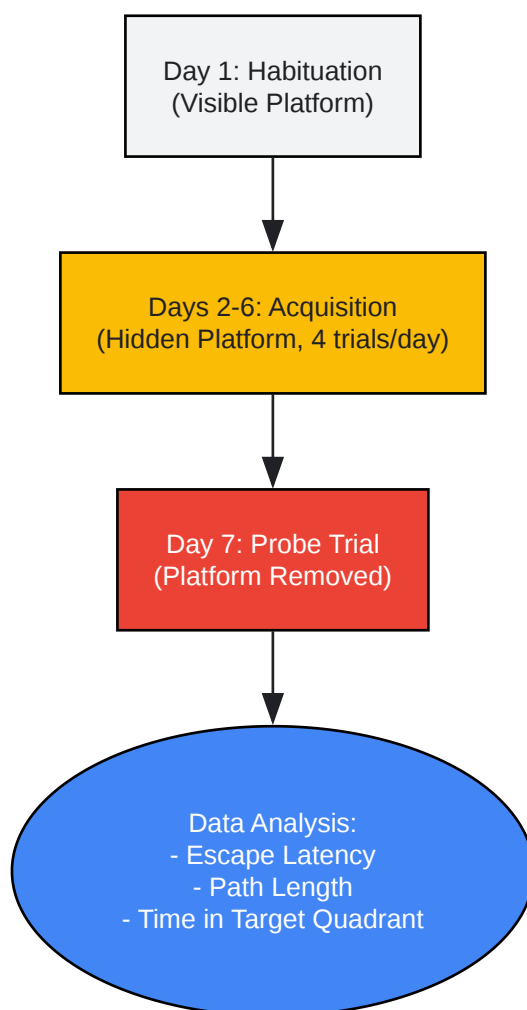 Day 1: Habituation
(Visible Platform)
Days 2-6: Acquisition
(Hidden Platform, 4 trials/day)
Day 7: Probe Trial
(Platform Removed)
Data Analysis:
- Escape Latency
- Path Length
- Time in Target Quadrant